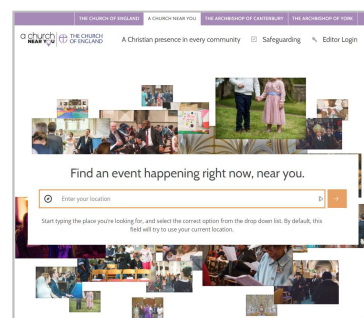 THE CHURCH OF ENGLAND A CHURCH NEAR YOU THE ARCHBISHOP OF CANTERBURY THE ARCHBISHOP OF YORK
a church NEAR YOU THE CHURCH OF ENGLAND A Christian presence in every community Safeguarding Editor Login
Find an event happening right now, near you.
Enter your location
Start typing the place you're looking for, and select the correct option from the drop down list. By default, this
field will try to use your current location.